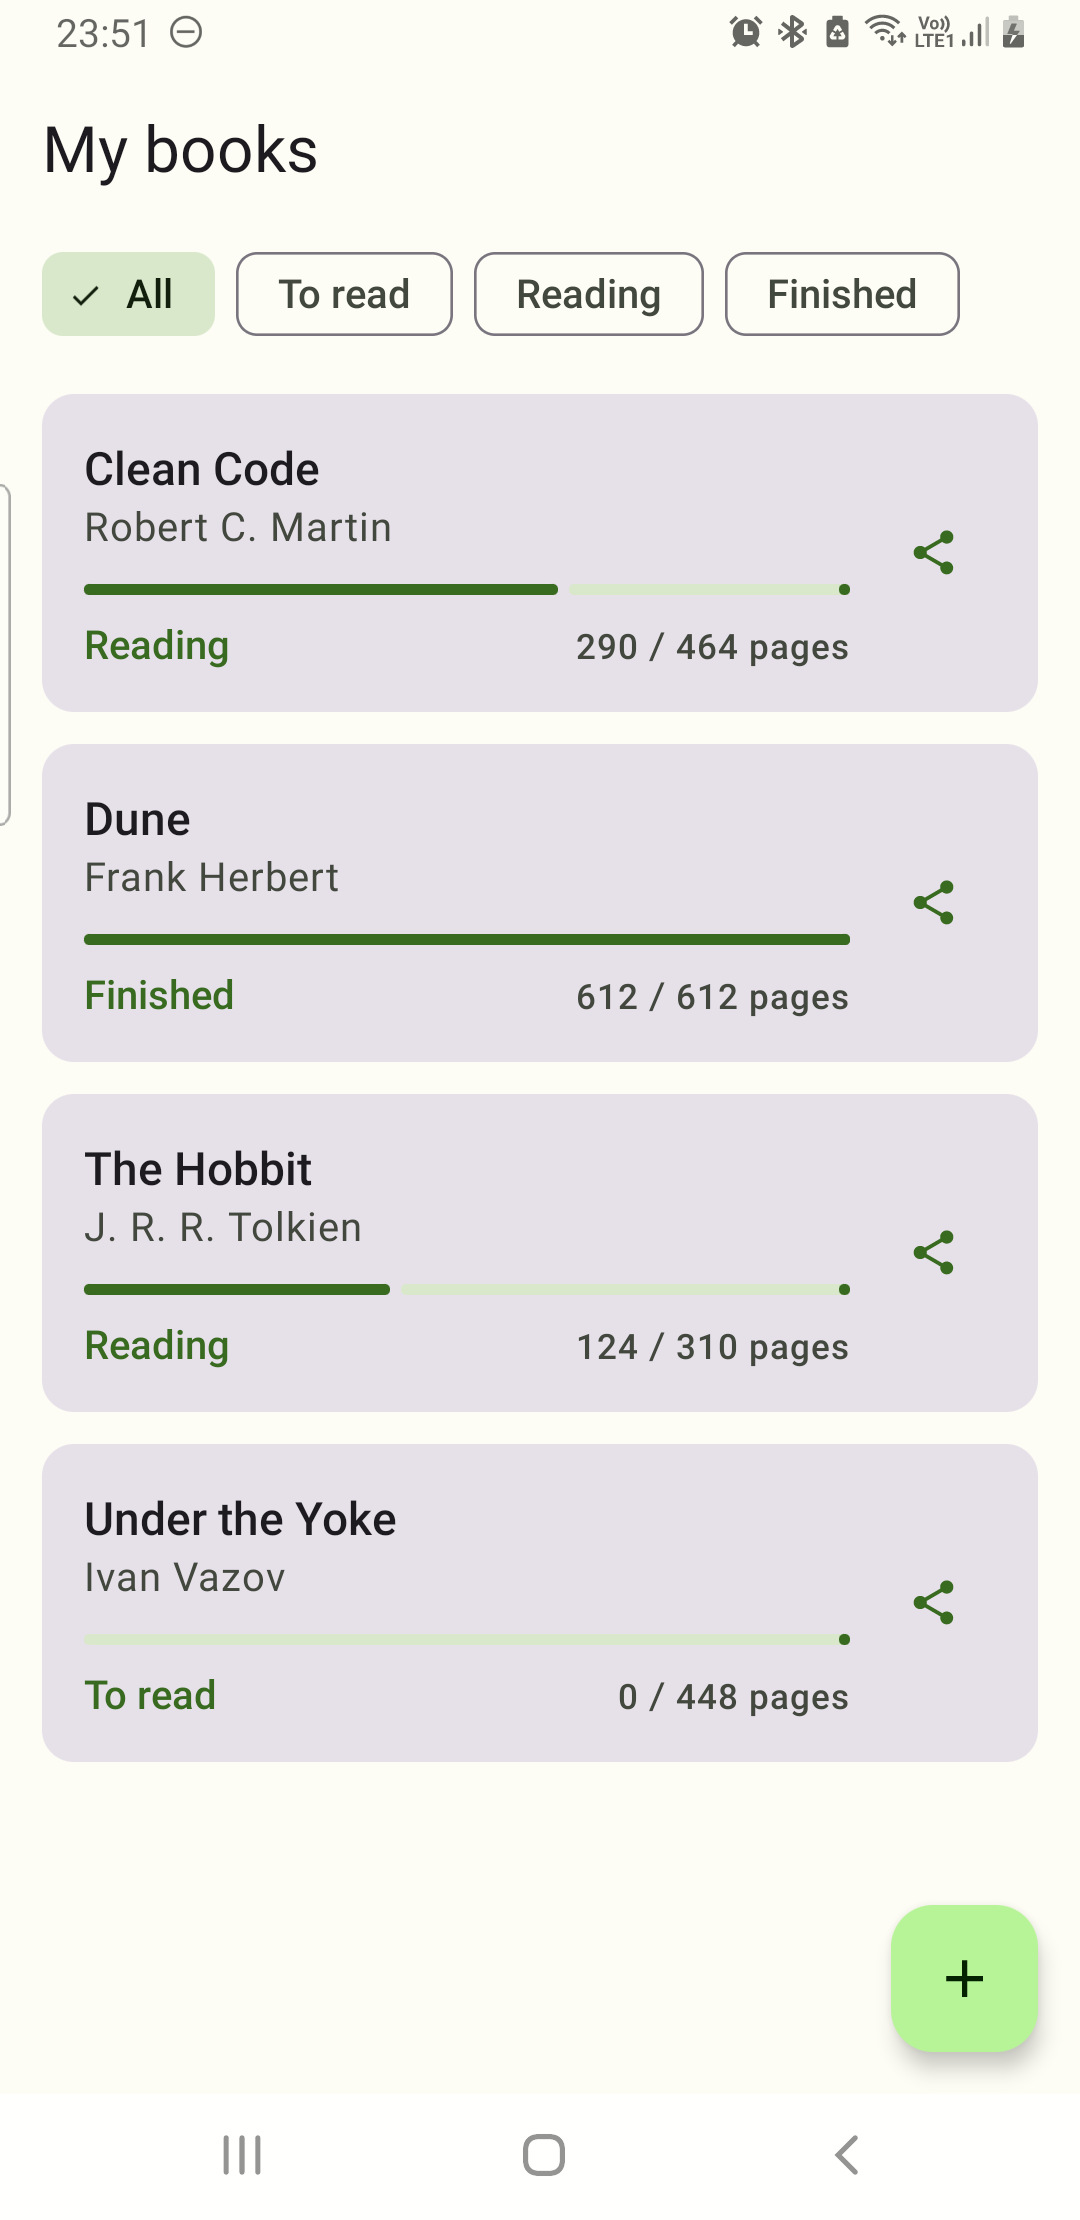 23:51
Vo)) LTE1
My books
All To read Reading Finished
Clean Code
Robert C. Martin
Reading 290 / 464 pages
Dune
Frank Herbert
Finished 612 / 612 pages
The Hobbit
J. R. R. Tolkien
Reading 124 / 310 pages
Under the Yoke
Ivan Vazov
To read 0 / 448 pages